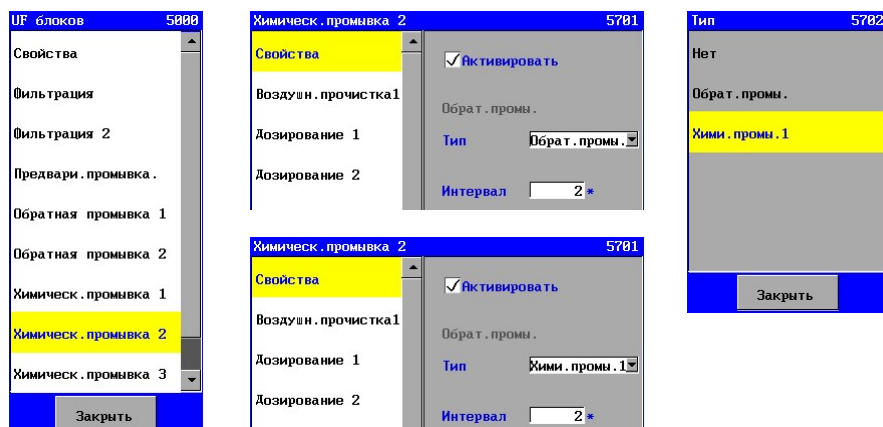 UF блоков 5000
Свойства
Фильтрация
Фильтрация 2
Предвари.промывка.
Обратная промывка 1
Обратная промывка 2
Химическ.промывка 1
Химическ.промывка 2
Химическ.промывка 3
Закрыть
Химическ.промывка 2 5701
Свойства
Воздушн.прочистка1
Дозирование 1
Дозирование 2
Активировать
Обрат.промы.
Тип Обрат.промы.
Интервал 2 *
Химическ.промывка 2 5701
Свойства
Воздушн.прочистка1
Дозирование 1
Дозирование 2
Активировать
Обрат.промы.
Тип Хими.промы.1
Интервал 2 *
Тип 5702
Нет
Обрат.промы.
Хими.промы.1
Закрыть